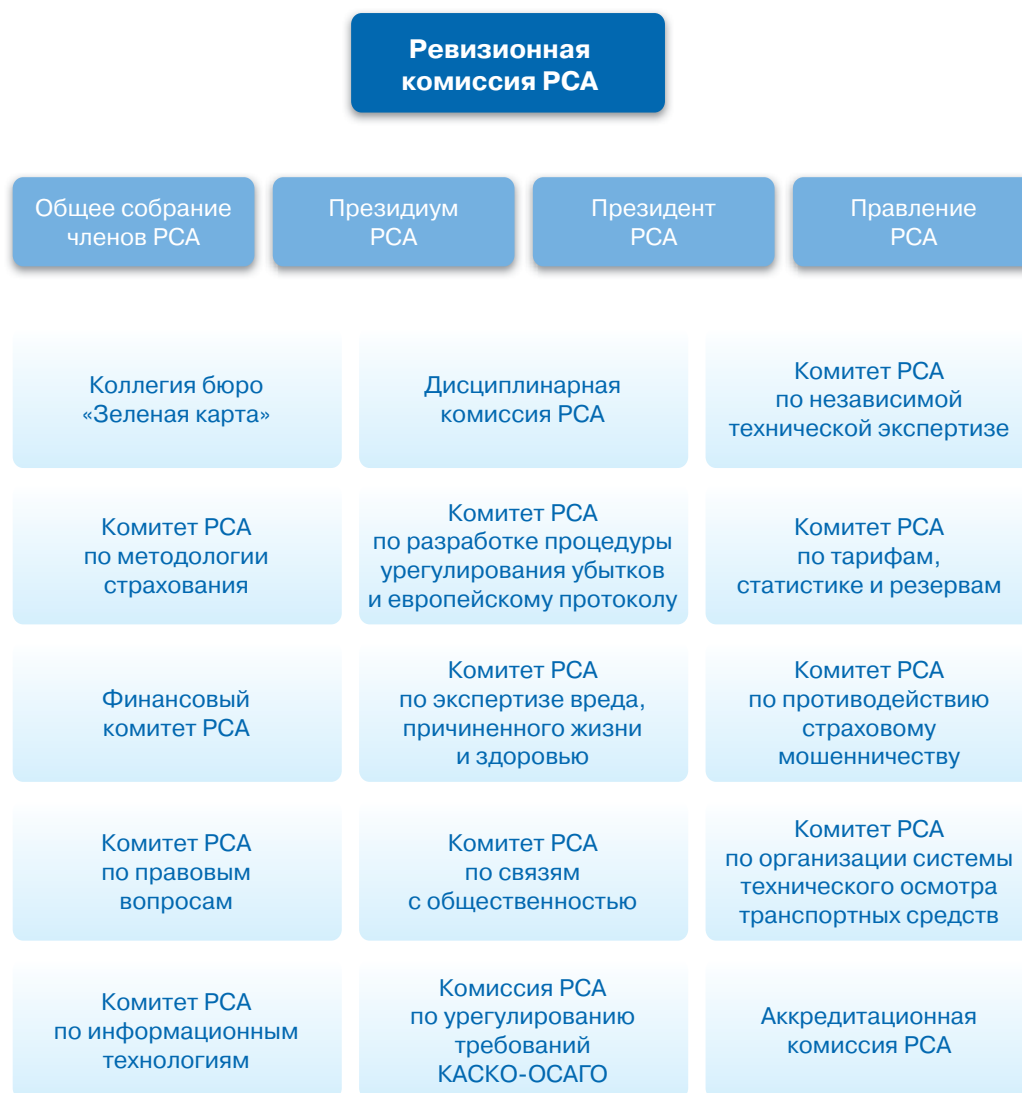 Ревизионная
комиссия РСА
Общее собрание
членов РСА
Президиум
РСА
Президент
РСА
Правление
РСА
Коллегия бюро
«Зеленая карта»
Дисциплинарная
комиссия РСА
Комитет РСА
по независимой
технической экспертизе
Комитет РСА
по методологии
страхования
Комитет РСА
по разработке процедуры
урегулирования убытков
и европейскому протоколу
Комитет РСА
по тарифам,
статистике и резервам
Финансовый
комитет РСА
Комитет РСА
по экспертизе вреда,
причиненного жизни
и здоровью
Комитет РСА
по противодействию
страховому
мошенничеству
Комитет РСА
по правовым
вопросам
Комитет РСА
по связям
с общественностью
Комитет РСА
по организации системы
технического осмотра
транспортных средств
Комитет РСА
по информационным
технологиям
Комиссия РСА
по урегулированию
требований
КАСКО-ОСАГО
Аккредитационная
комиссия РСА